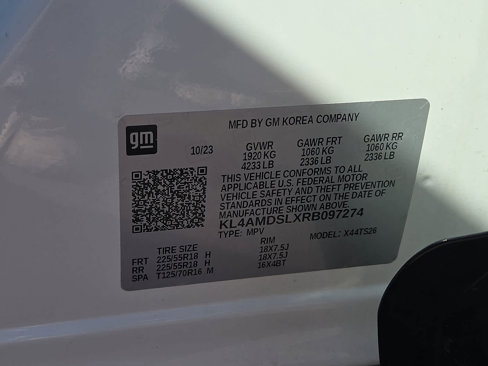 gm
MFD BY GM KOREA COMPANY
10/23 GVWR GAWR FRT GAWR RR
1920 KG 1060 KG 1060 KG
4233 LB 2336 LB 2336 LB
THIS VEHICLE CONFORMS TO ALL
APPLICABLE U.S. FEDERAL MOTOR
VEHICLE SAFETY AND THEFT PREVENTION
STANDARDS IN EFFECT ON THE DATE OF
MANUFACTURE SHOWN ABOVE.
KL4AMDSLXRB097274
TYPE: MPV MODEL: X44TS26
TIRE SIZE RIM
FRT 225/55R18 H 18X7.5J
RR 225/55R18 H 18X7.5J
SPA T125/70R16 M 16X4BT